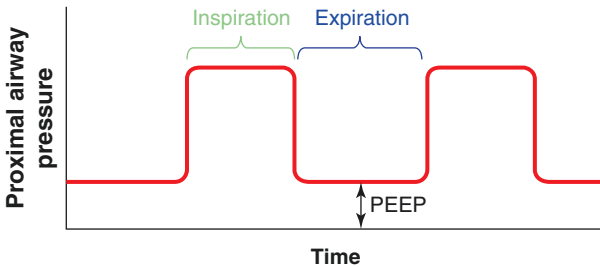 Inspiration
Expiration
Proximal airway
pressure
PEEP
Time